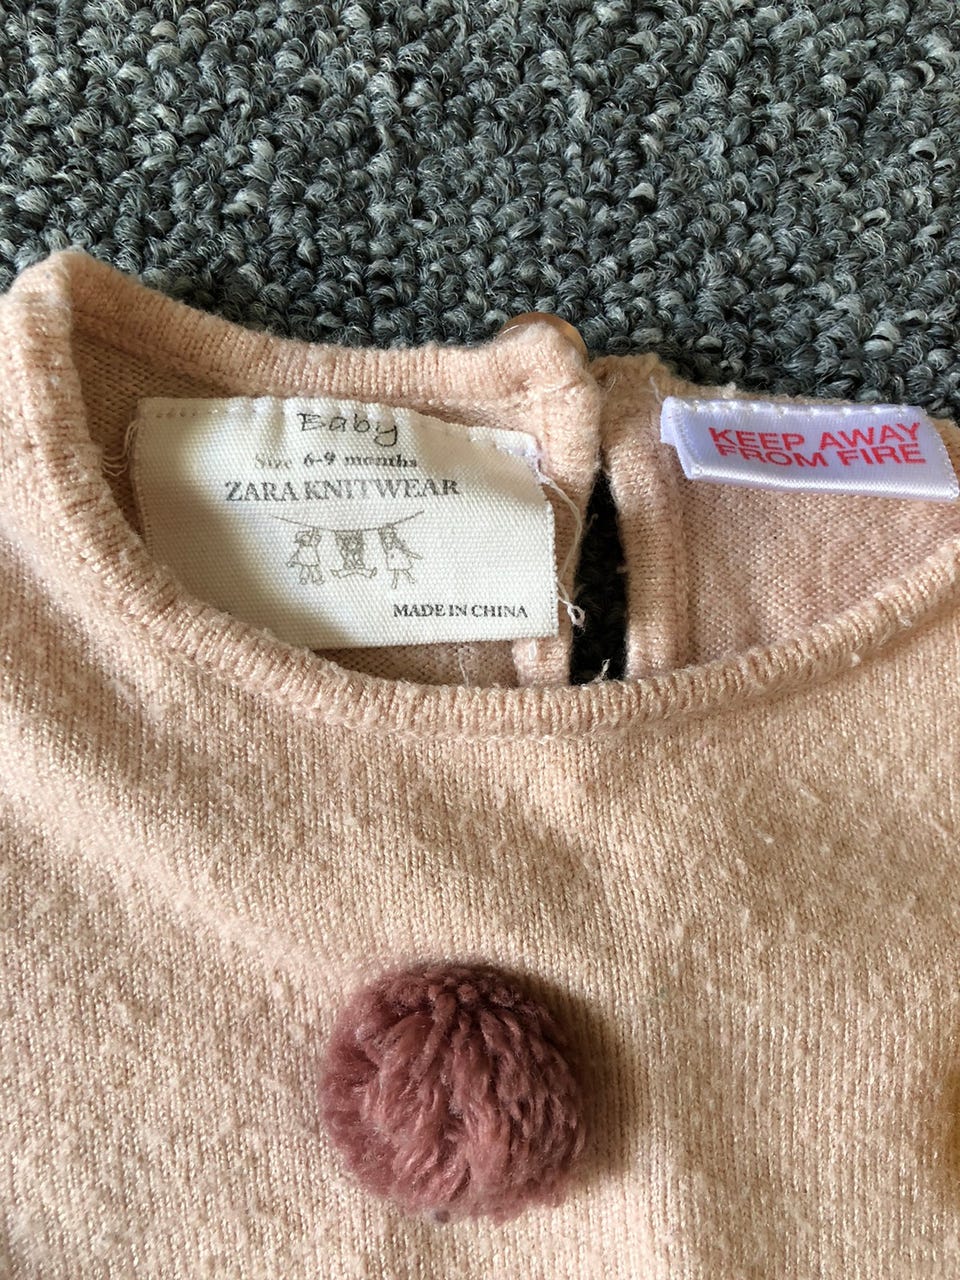 Baby
Size 6-9 months
ZARA KNITWEAR
MADE IN CHINA
KEEP AWAY
FROM FIRE